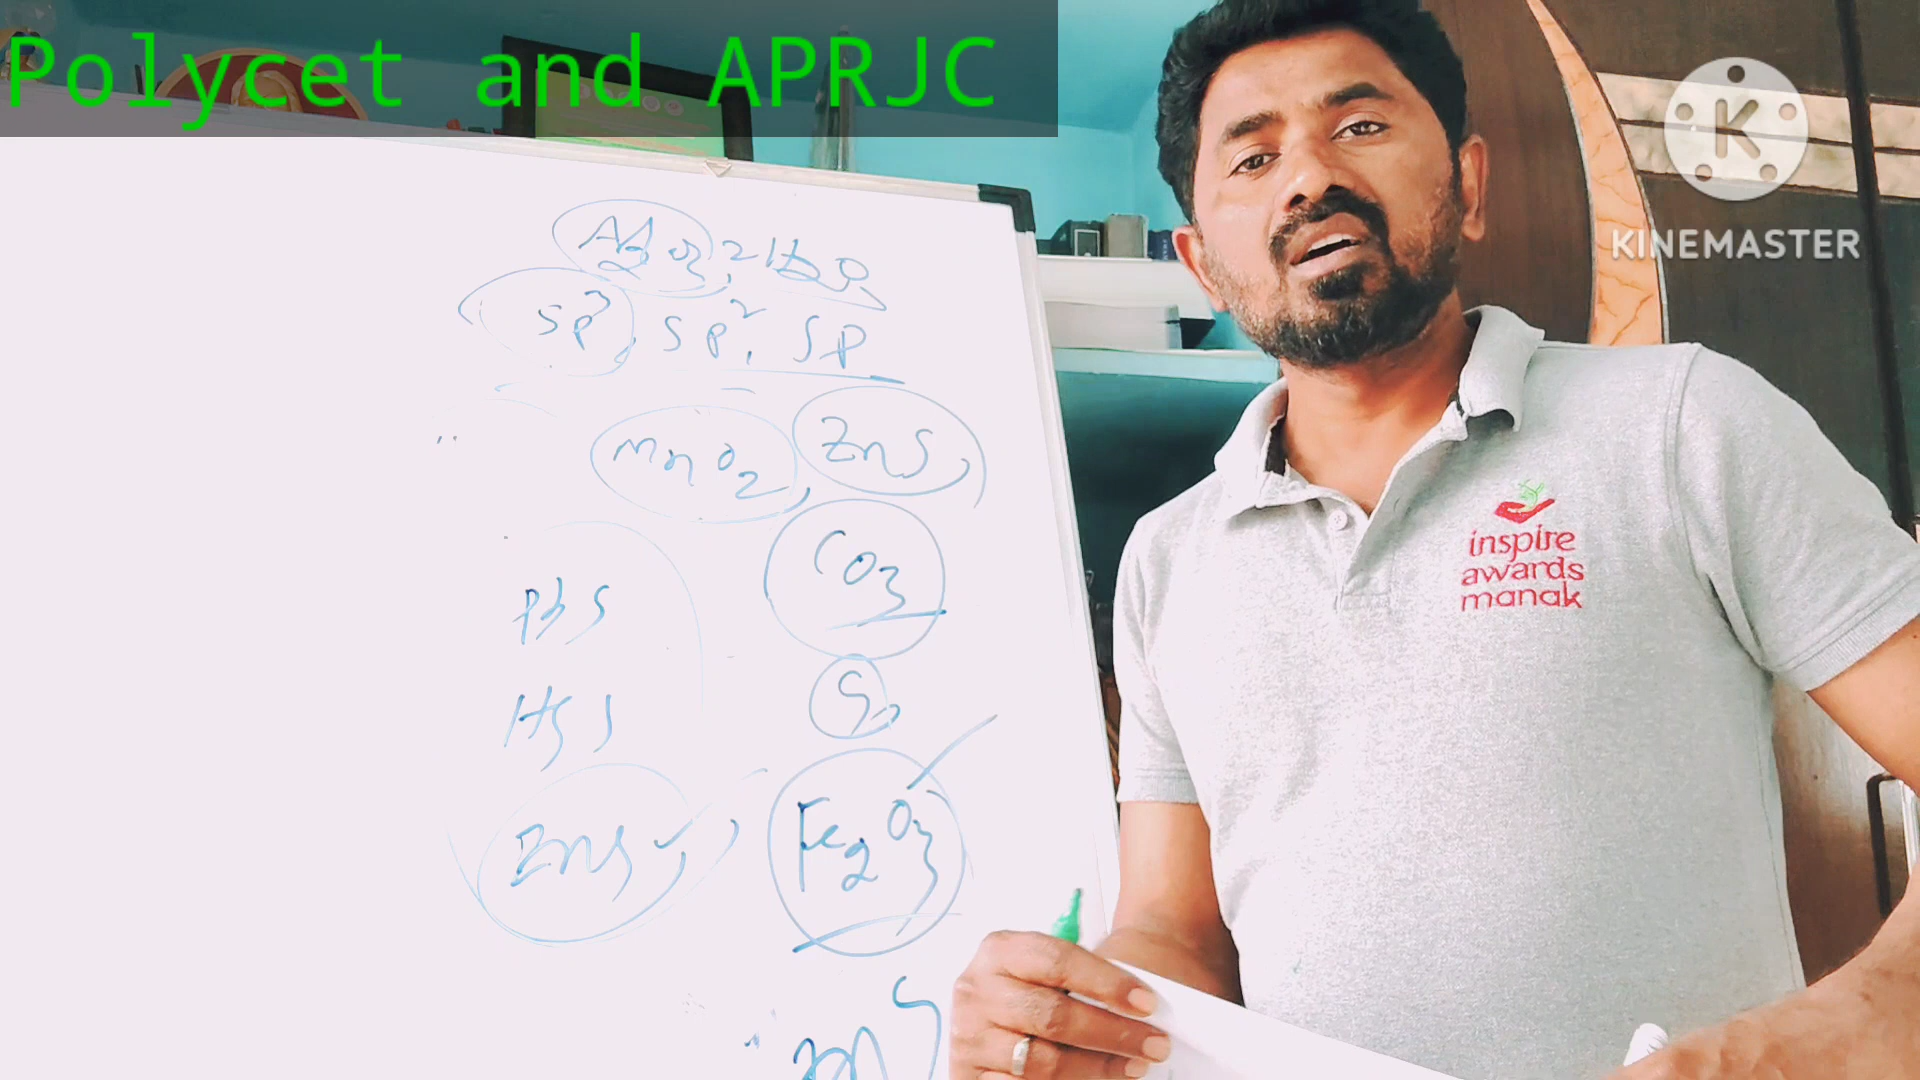 Polycet and APRJC
KINEMASTER
Al2O3, 2H2O
SP3, SP2, SP
MnO2, ZnS,
CO3
PbS
S,
HgS
Fe2O3
ZnS,
inspire
awards
manak